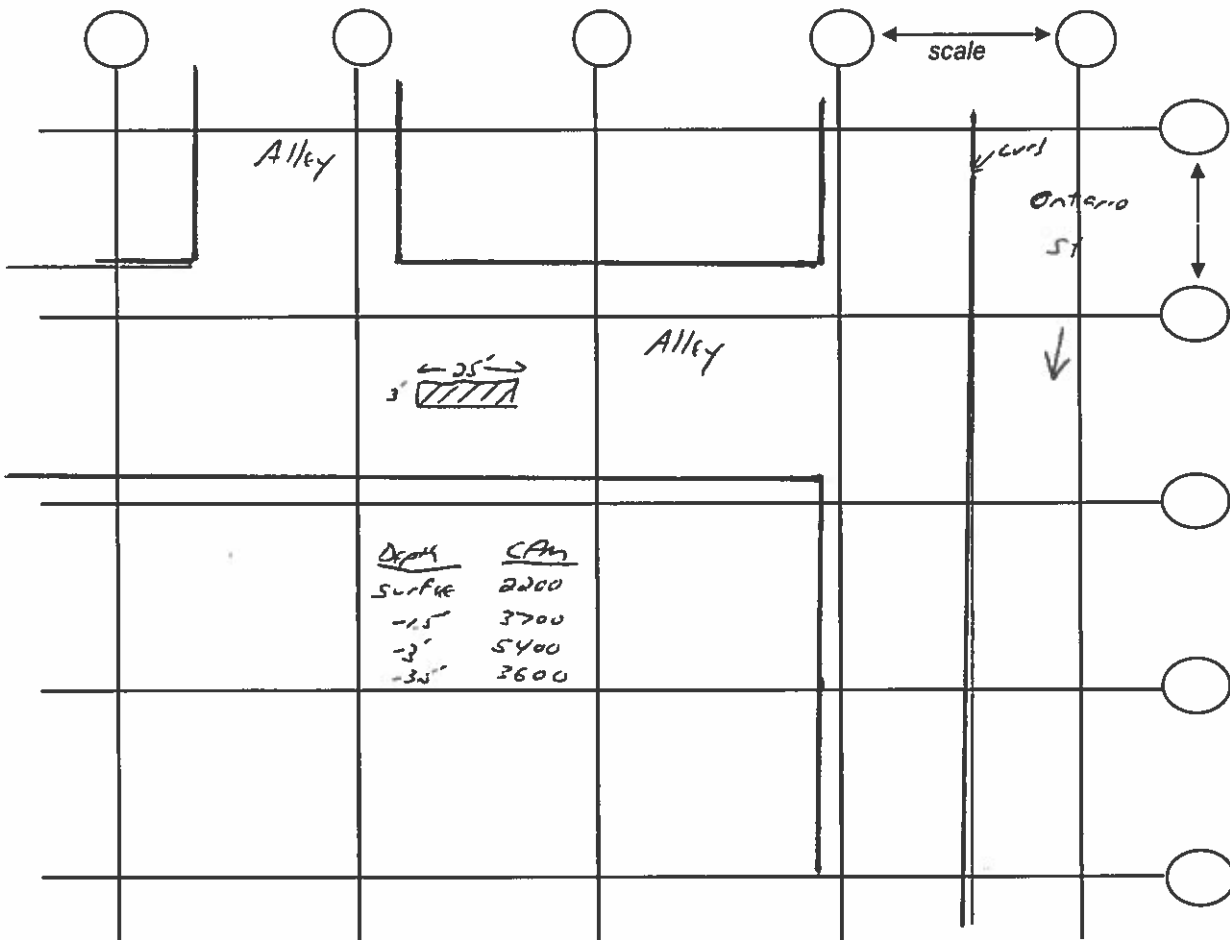 scale
Alley
curb
Ontario
St
Alley
25'
3'
Depth CPM
Surface 2200
-1.5' 3700
-3' 5400
3600